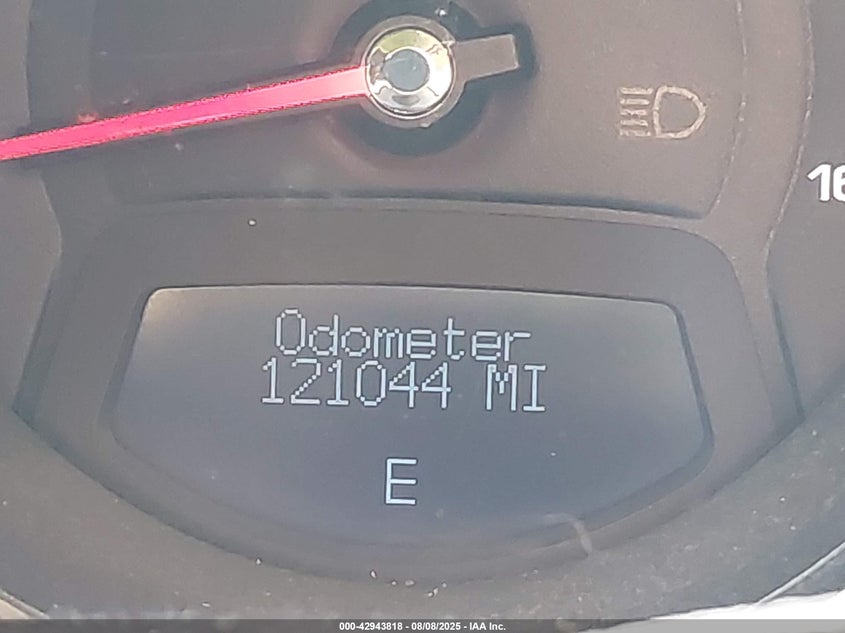 16
Odometer
121044 MI
E
000-42943818 - 08/08/2025 - IAA Inc.